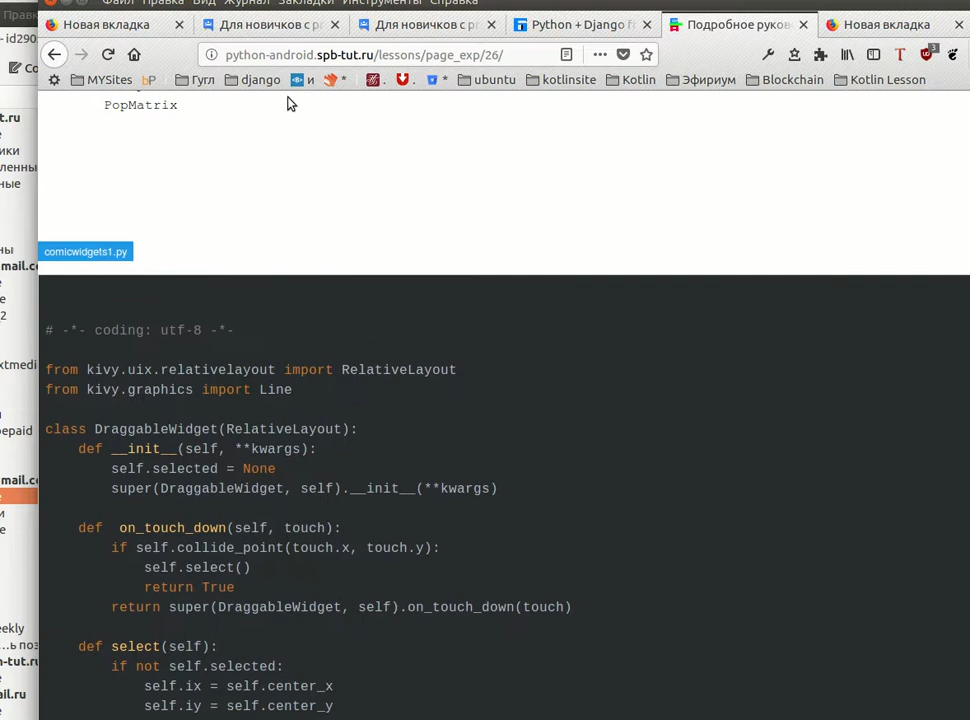 Файл Правка Вид Журнал Закладки Инструменты Справка
Новая вкладка Для новичков с ру Для новичков с ру Python + Django f Подробное руков Новая вкладка
python-android.spb-tut.ru/lessons/page_exp/26/
MYSites bP Гугл django и * . . * ubuntu kotlinsite Kotlin Эфириум Blockchain Kotlin Lesson
PopMatrix
comicwidgets1.py
# -*- coding: utf-8 -*-
from kivy.uix.relativelayout import RelativeLayout
from kivy.graphics import Line
class DraggableWidget(RelativeLayout):
def __init__(self, **kwargs):
self.selected = None
super(DraggableWidget, self).__init__(**kwargs)
def on_touch_down(self, touch):
if self.collide_point(touch.x, touch.y):
self.select()
return True
return super(DraggableWidget, self).on_touch_down(touch)
def select(self):
if not self.selected:
self.ix = self.center_x
self.iy = self.center_y